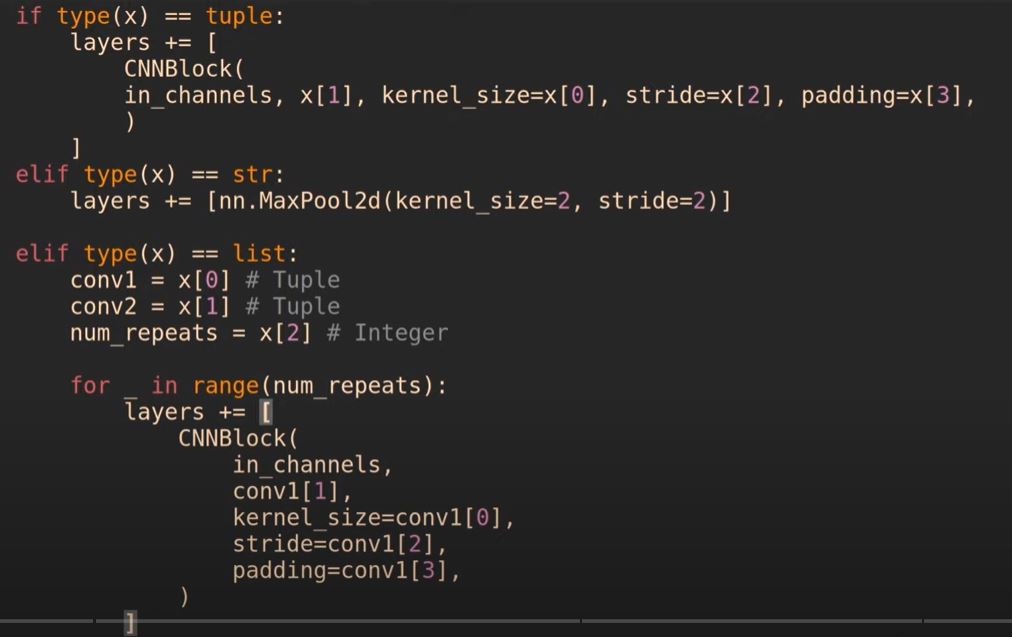 if type(x) == tuple:
    layers += [
        CNNBlock(
        in_channels, x[1], kernel_size=x[0], stride=x[2], padding=x[3],
        )
    ]
elif type(x) == str:
    layers += [nn.MaxPool2d(kernel_size=2, stride=2)]

elif type(x) == list:
    conv1 = x[0] # Tuple
    conv2 = x[1] # Tuple
    num_repeats = x[2] # Integer

    for _ in range(num_repeats):
        layers += [
            CNNBlock(
                in_channels,
                conv1[1],
                kernel_size=conv1[0],
                stride=conv1[2],
                padding=conv1[3],
            )
        ]